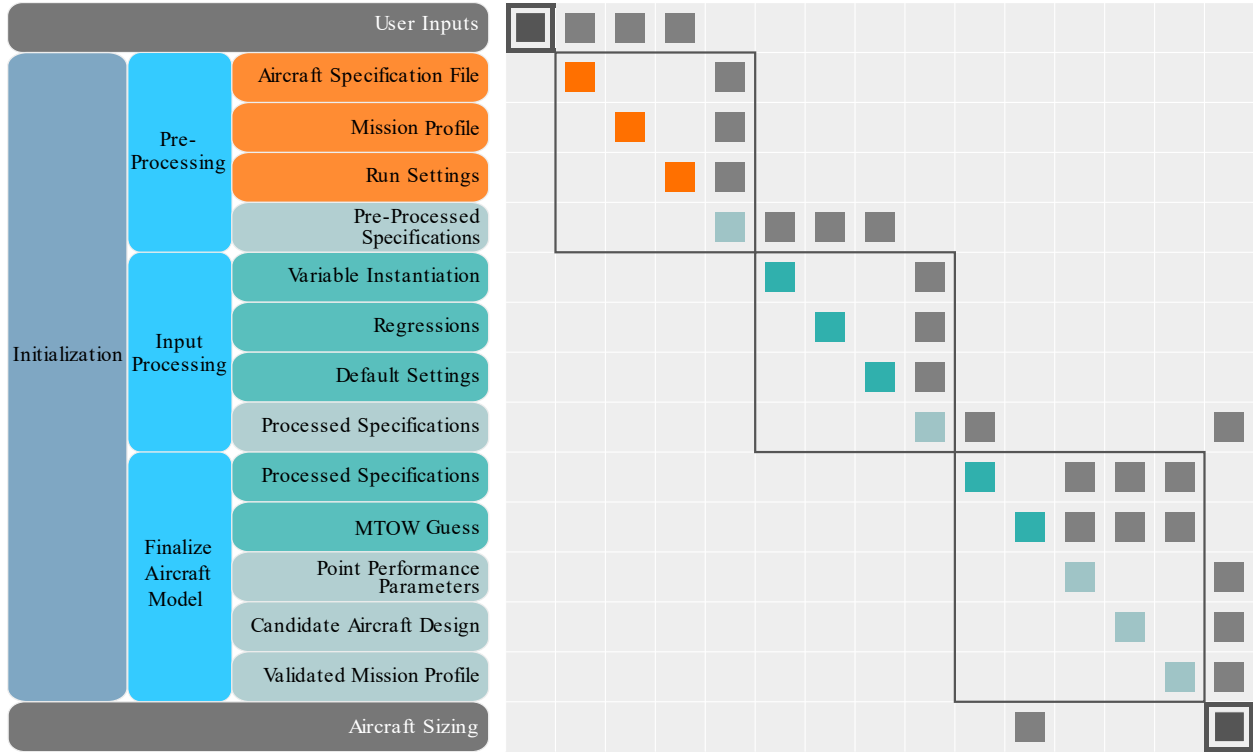 User Inputs
Aircraft Specification File
Mission Profile
Run Settings
Pre-
Processing
Pre-Processed
Specifications
Variable Instantiation
Regressions
Initialization
Input
Processing
Default Settings
Processed Specifications
Processed Specifications
MTOW Guess
Finalize
Aircraft
Model
Point Performance
Parameters
Candidate Aircraft Design
Validated Mission Profile
Aircraft Sizing